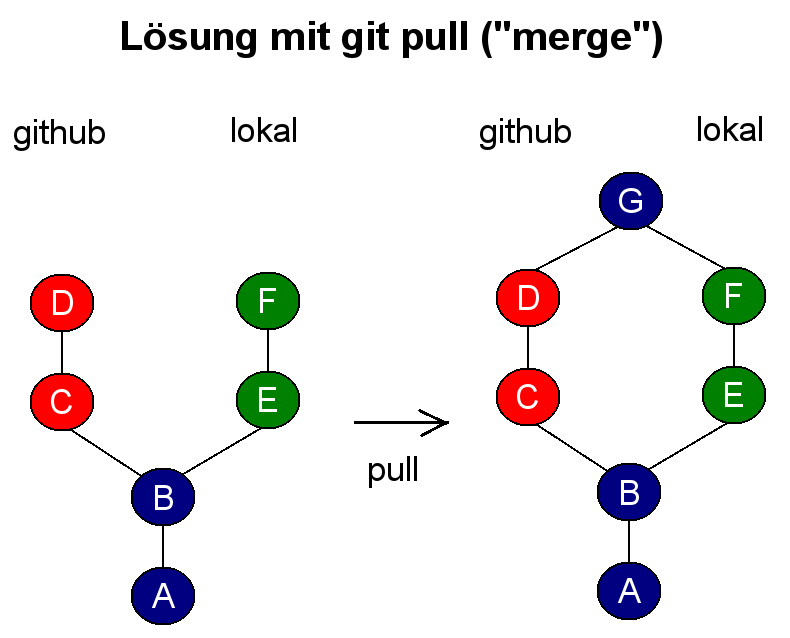 Lösung mit git pull ("merge")
github lokal github lokal
G
D F D F
C E C E
pull
B B
A A